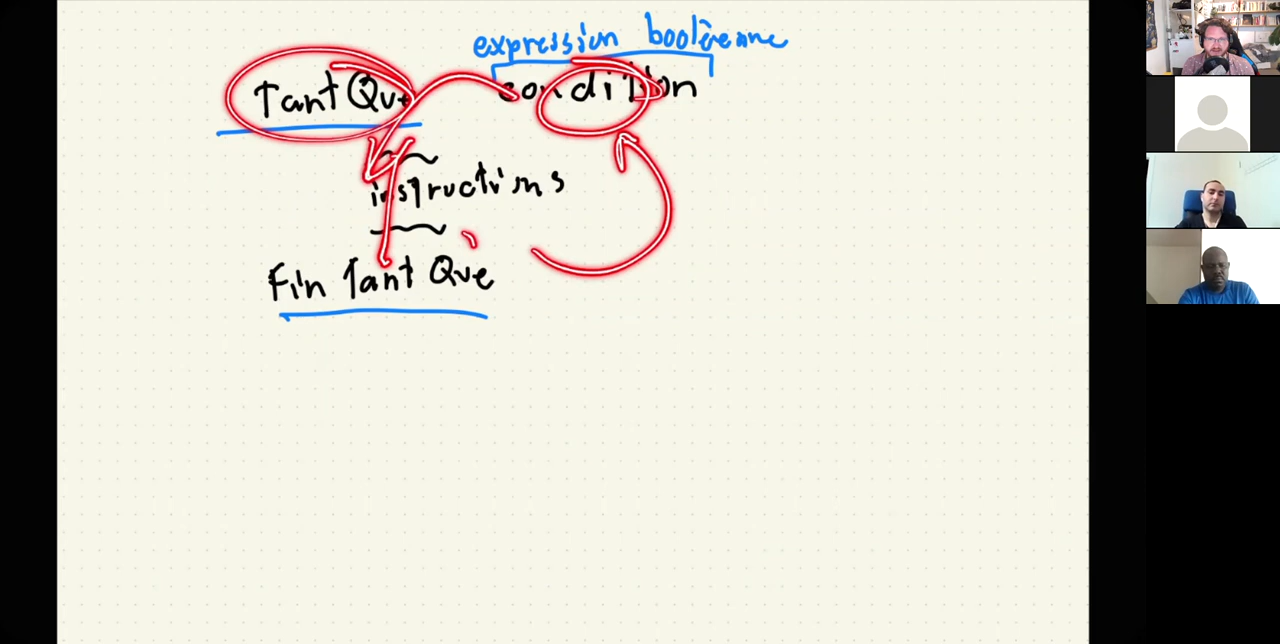 expression booléenne
Tant Que condition
instructions
Fin Tant Que